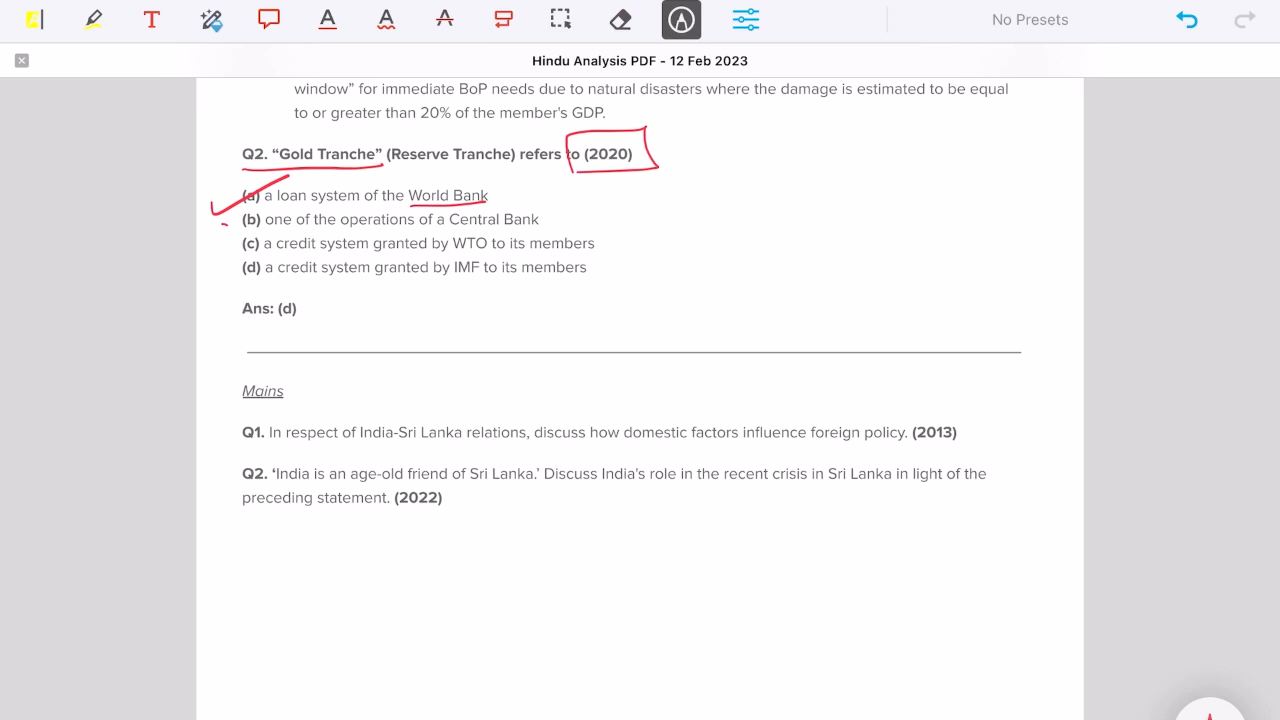 T
A
A
A
No Presets
Hindu Analysis PDF - 12 Feb 2023
window” for immediate BoP needs due to natural disasters where the damage is estimated to be equal
to or greater than 20% of the member's GDP.
Q2. “Gold Tranche” (Reserve Tranche) refers to (2020)
(a) a loan system of the World Bank
(b) one of the operations of a Central Bank
(c) a credit system granted by WTO to its members
(d) a credit system granted by IMF to its members
Ans: (d)
Mains
Q1. In respect of India-Sri Lanka relations, discuss how domestic factors influence foreign policy. (2013)
Q2. ‘India is an age-old friend of Sri Lanka.’ Discuss India's role in the recent crisis in Sri Lanka in light of the
preceding statement. (2022)